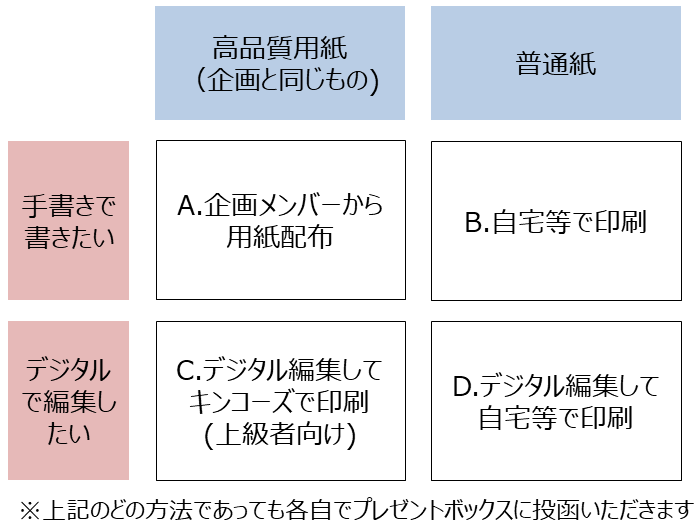 高品質用紙
（企画と同じもの)
普通紙
手書きで
書きたい
A.企画メンバーから
用紙配布
B.自宅等で印刷
デジタル
で編集し
たい
C.デジタル編集して
キンコーズで印刷
(上級者向け)
D.デジタル編集して
自宅等で印刷
※上記のどの方法であっても各自でプレゼントボックスに投函いただきます